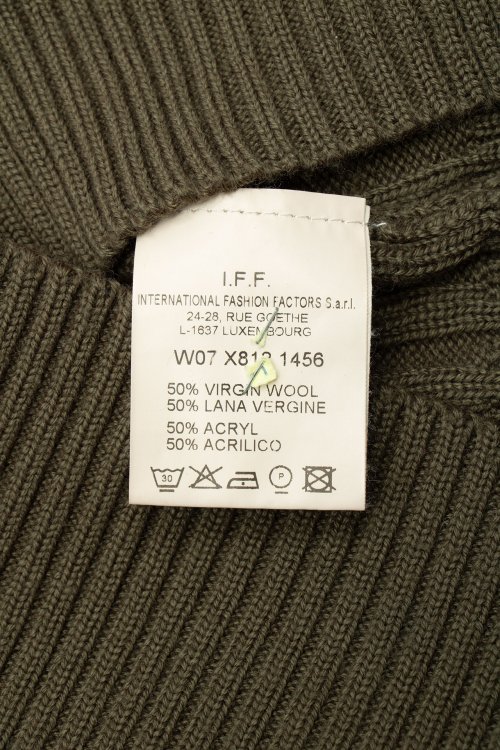 I.F.F.
INTERNATIONAL FASHION FACTORS S.a.r.l.
24-28, RUE GOETHE
L-1637 LUXEMBOURG
W07 1456
50% VIRGIN WOOL
50% LANA VERGINE
50% ACRYL
50% ACRILICO
30 P